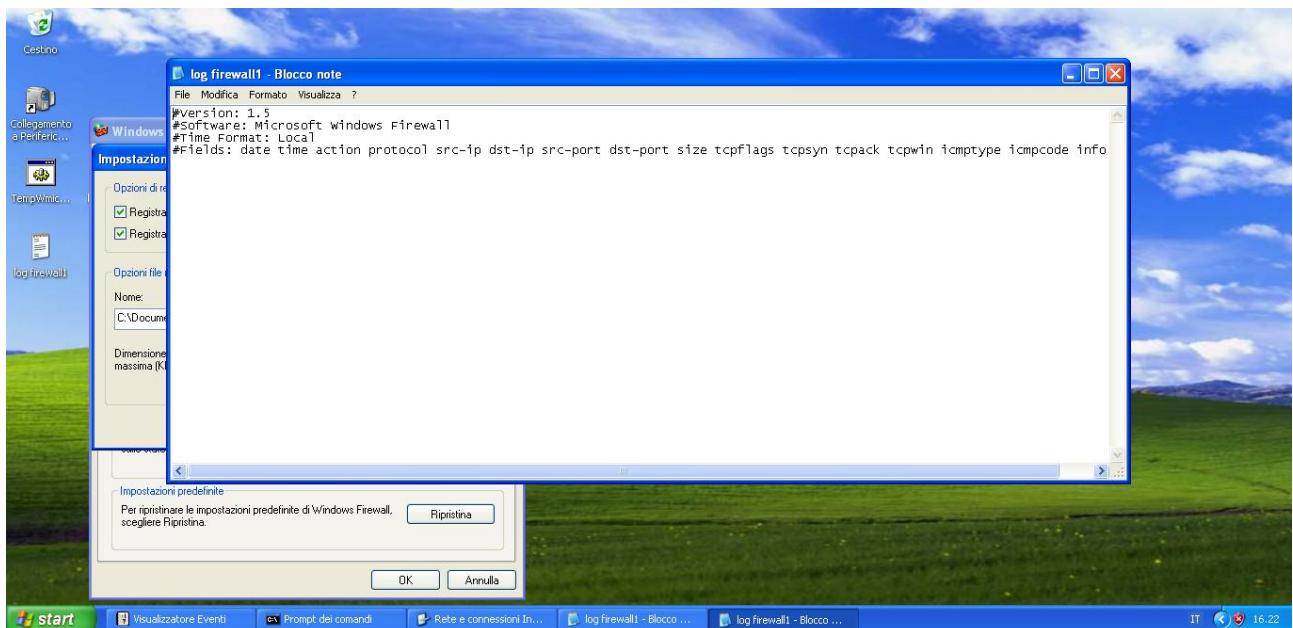 Cestino
Collegamento
a Periferic...
TempWmic...
log firewall1
log firewall1 - Blocco note
File Modifica Formato Visualizza ?
#Version: 1.5
#Software: Microsoft Windows Firewall
#Time Format: Local
#Fields: date time action protocol src-ip dst-ip src-port dst-port size tcpflags tcpsyn tcpack tcpwin icmptype icmpcode info
Windows
Impostazion
Opzioni di re
Registra
Registra
Opzioni file
Nome:
C:\Docume
Dimensione
massima (K
Impostazioni predefinite
Per ripristinare le impostazioni predefinite di Windows Firewall,
scegliere Ripristina.
Ripristina
OK Annulla
start Visualizzatore Eventi Prompt dei comandi Rete e connessioni In... log firewall1 - Blocco ... log firewall1 - Blocco ... IT 16.22